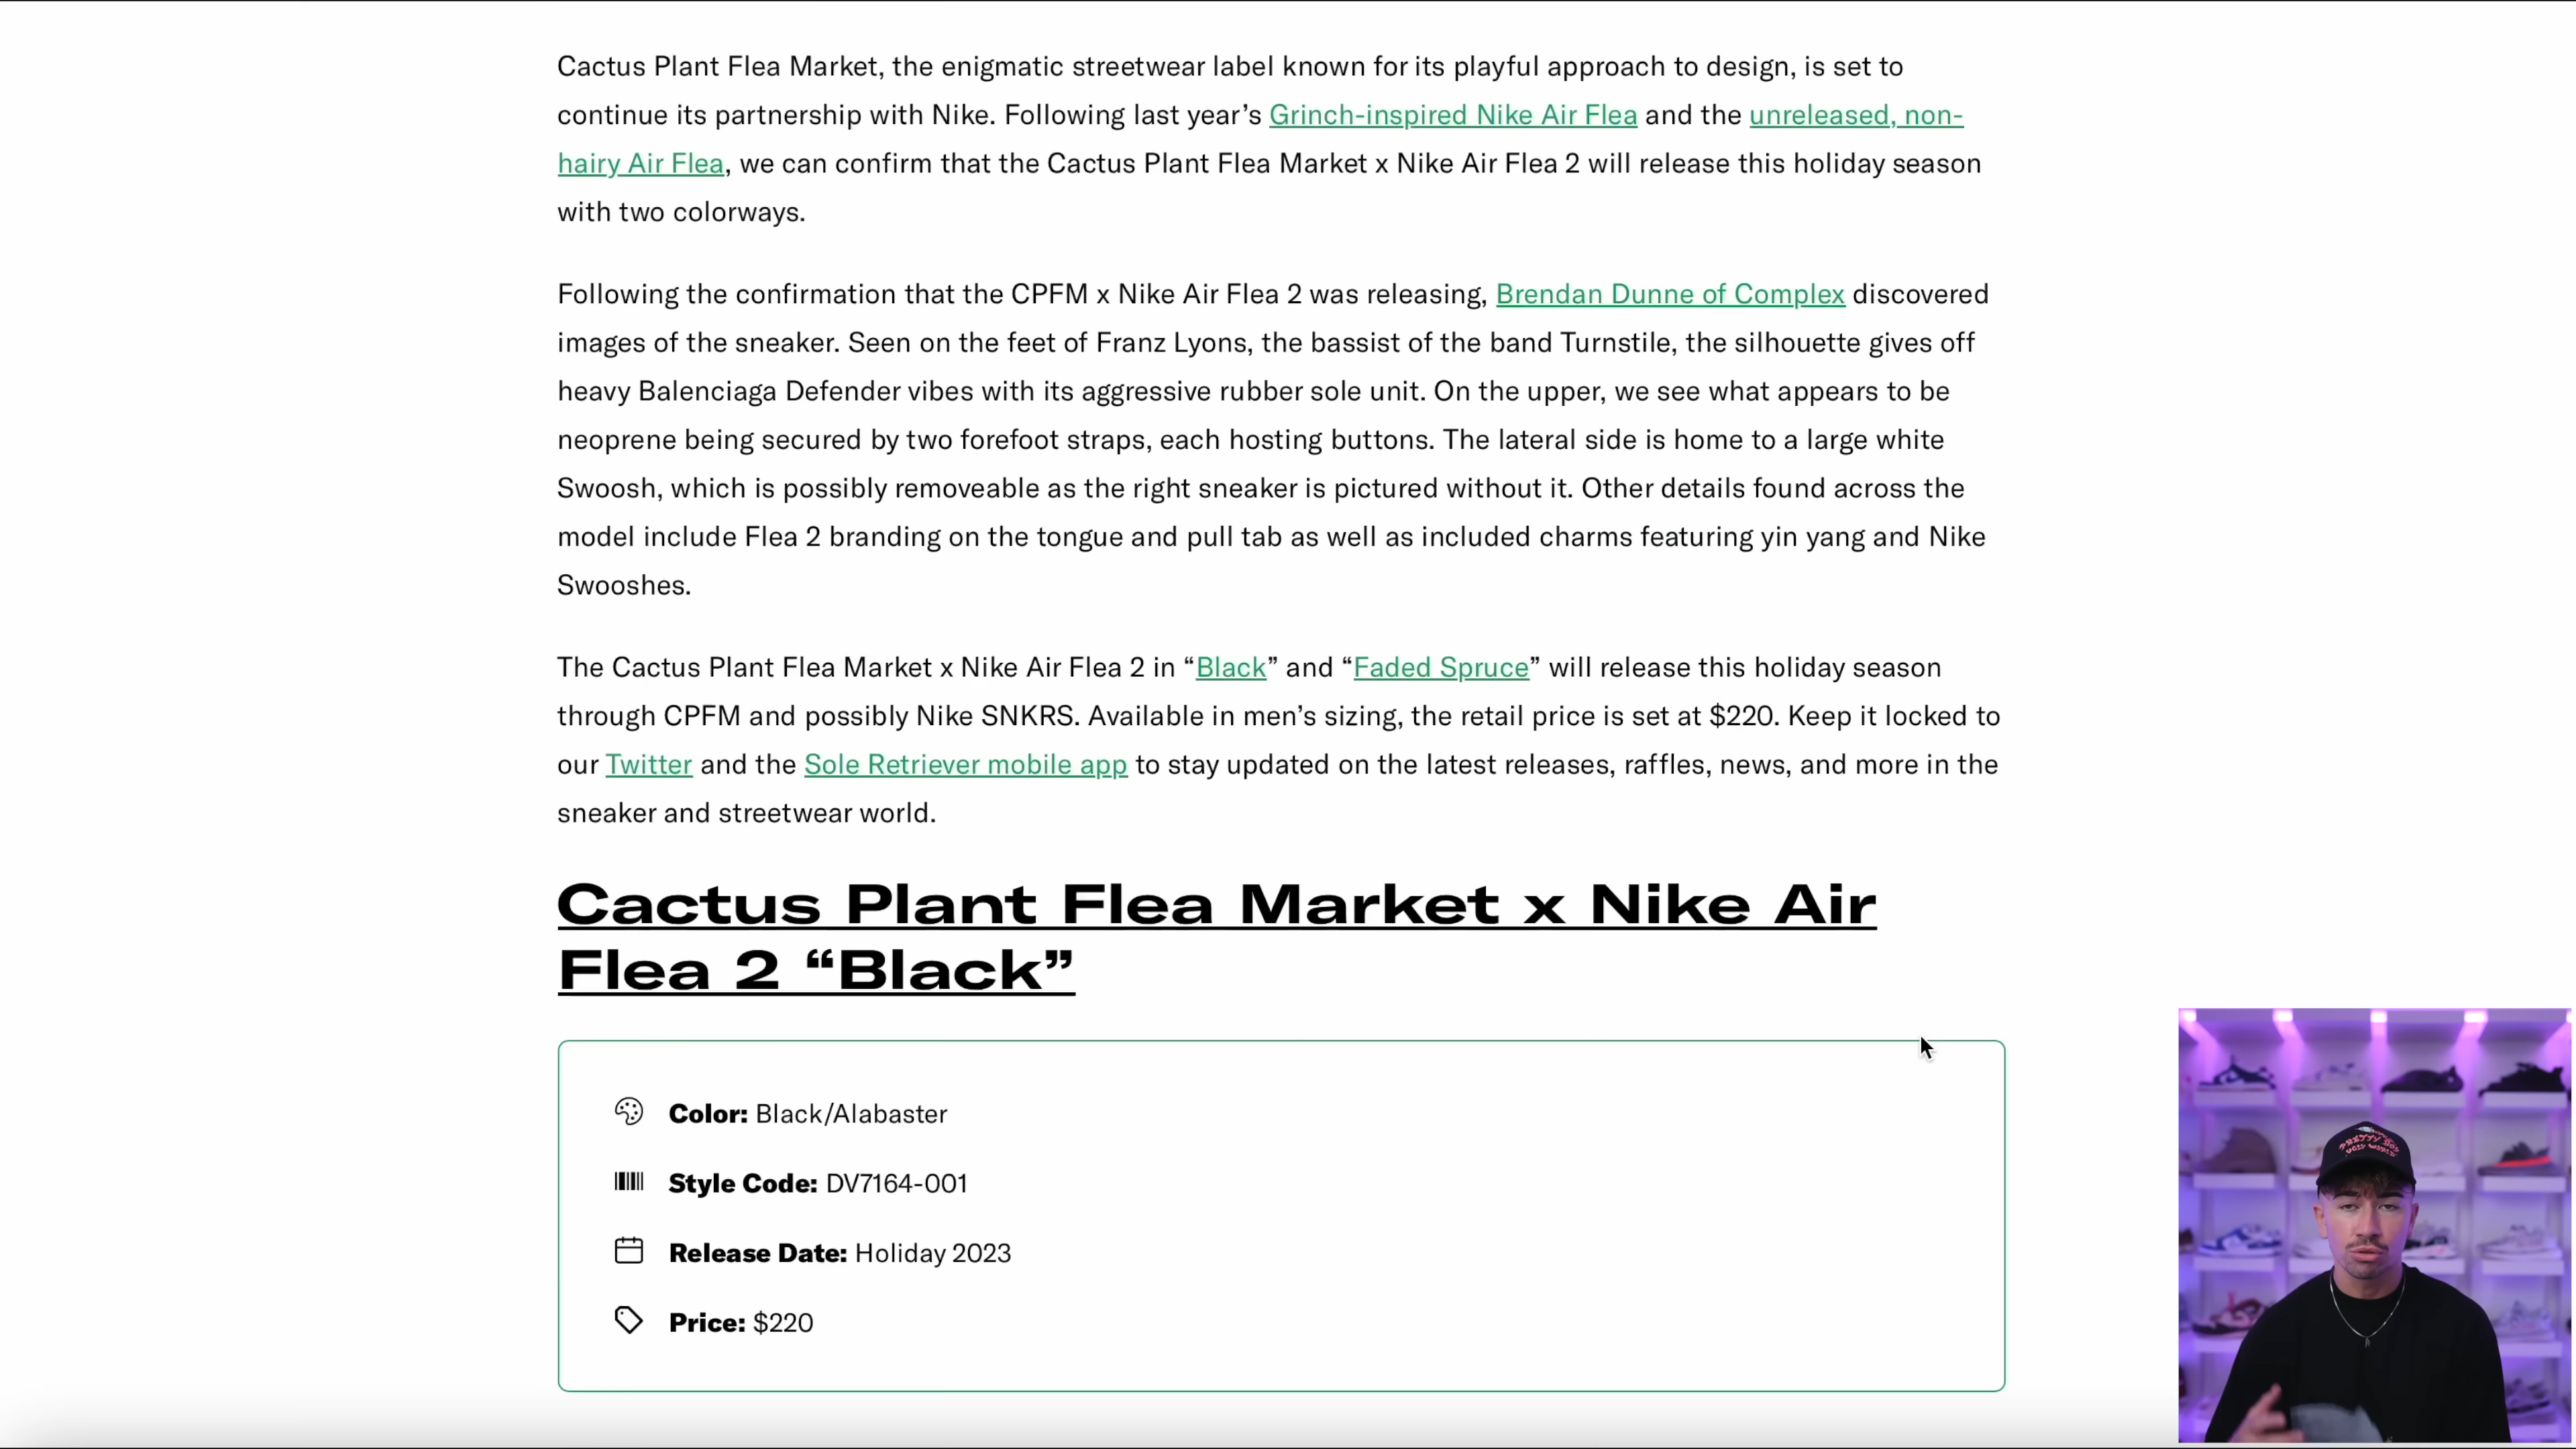 Cactus Plant Flea Market, the enigmatic streetwear label known for its playful approach to design, is set to
continue its partnership with Nike. Following last year’s Grinch-inspired Nike Air Flea and the unreleased, non-
hairy Air Flea, we can confirm that the Cactus Plant Flea Market x Nike Air Flea 2 will release this holiday season
with two colorways.
Following the confirmation that the CPFM x Nike Air Flea 2 was releasing, Brendan Dunne of Complex discovered
images of the sneaker. Seen on the feet of Franz Lyons, the bassist of the band Turnstile, the silhouette gives off
heavy Balenciaga Defender vibes with its aggressive rubber sole unit. On the upper, we see what appears to be
neoprene being secured by two forefoot straps, each hosting buttons. The lateral side is home to a large white
Swoosh, which is possibly removeable as the right sneaker is pictured without it. Other details found across the
model include Flea 2 branding on the tongue and pull tab as well as included charms featuring yin yang and Nike
Swooshes.
The Cactus Plant Flea Market x Nike Air Flea 2 in “Black” and “Faded Spruce” will release this holiday season
through CPFM and possibly Nike SNKRS. Available in men’s sizing, the retail price is set at $220. Keep it locked to
our Twitter and the Sole Retriever mobile app to stay updated on the latest releases, raffles, news, and more in the
sneaker and streetwear world.
Cactus Plant Flea Market x Nike Air
Flea 2 “Black”
Color: Black/Alabaster
Style Code: DV7164-001
Release Date: Holiday 2023
Price: $220